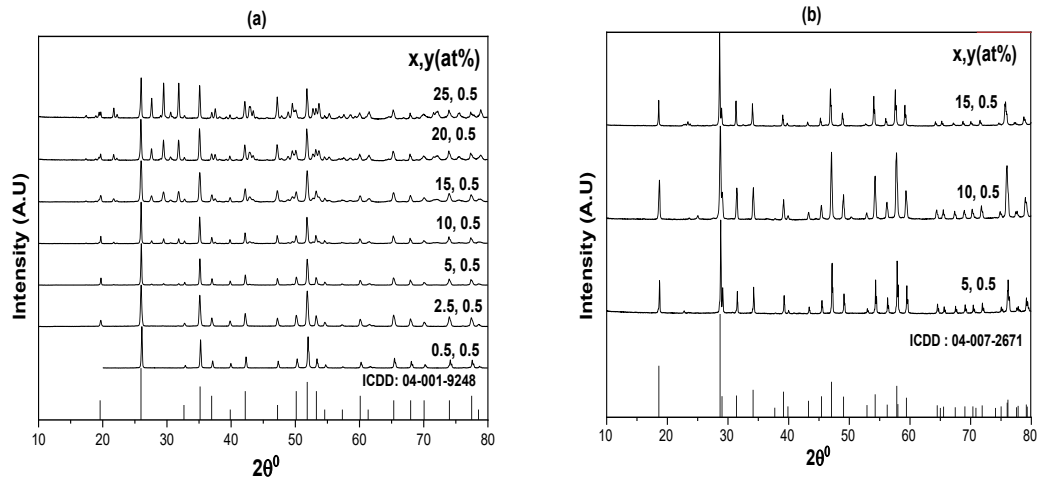 (a)
x,y(at%)
25, 0.5
20, 0.5
15, 0.5
10, 0.5
5, 0.5
2.5, 0.5
0.5, 0.5
ICDD: 04-001-9248
Intensity (A.U)
10 20 30 40 50 60 70 80
2θ⁰
(b)
x,y(at%)
15, 0.5
10, 0.5
5, 0.5
ICDD : 04-007-2671
Intensity (A.U)
10 20 30 40 50 60 70 80
2θ⁰